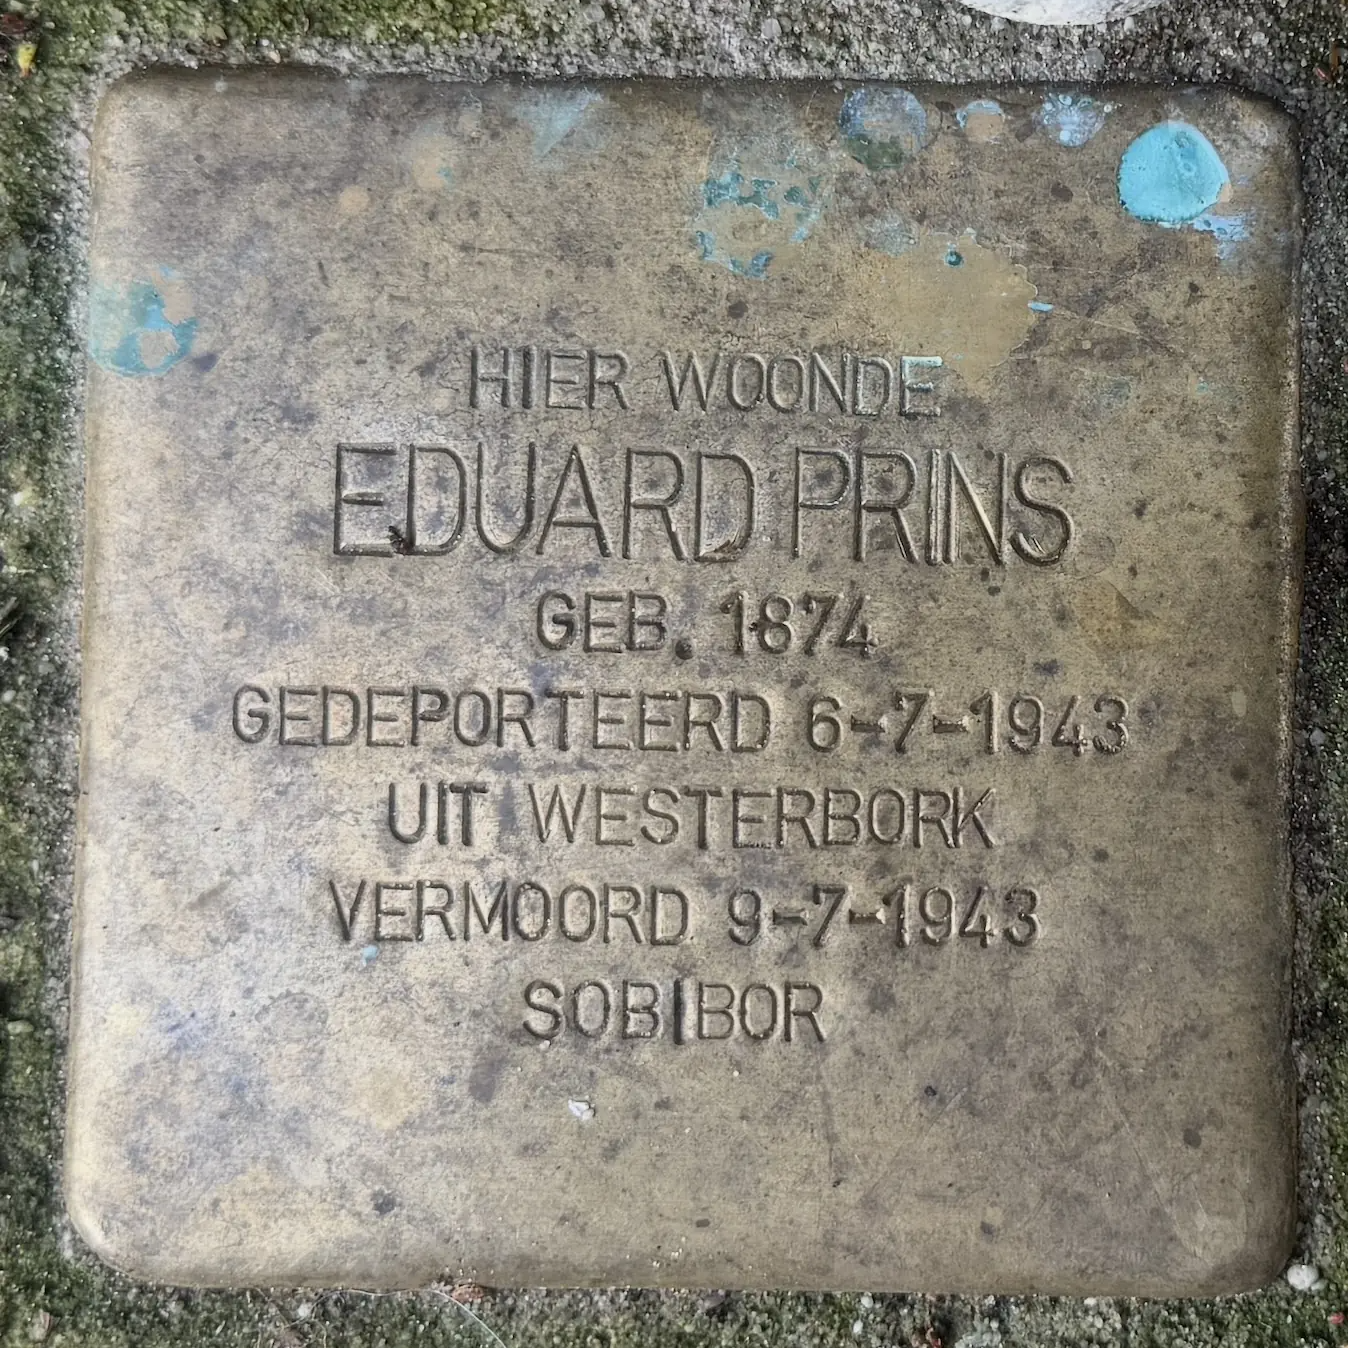 HIER WOONDE
EDUARD PRINS
GEB. 1874
GEDEPORTEERD 6-7-1943
UIT WESTERBORK
VERMOORD 9-7-1943
SOBIBOR